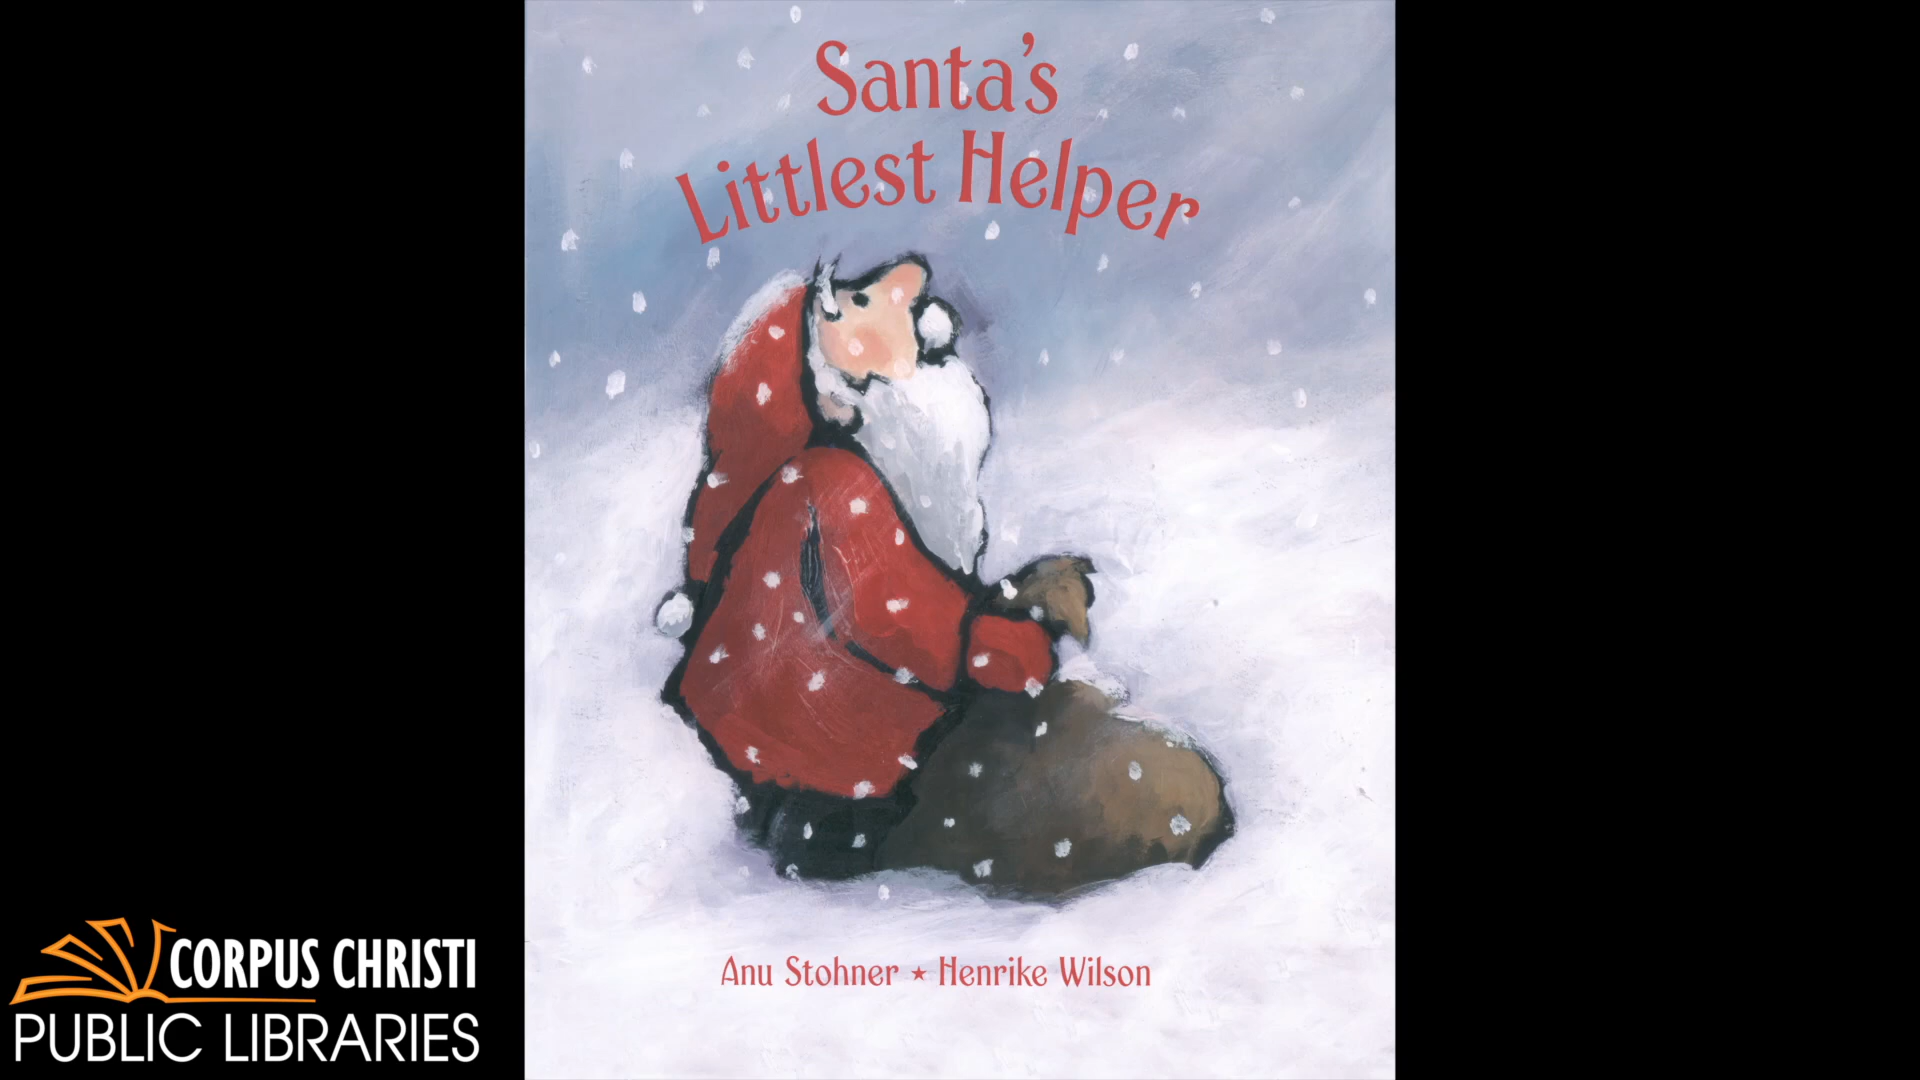 Santa's
Littlest Helper
Anu Stohner ★ Henrike Wilson
CORPUS CHRISTI
PUBLIC LIBRARIES